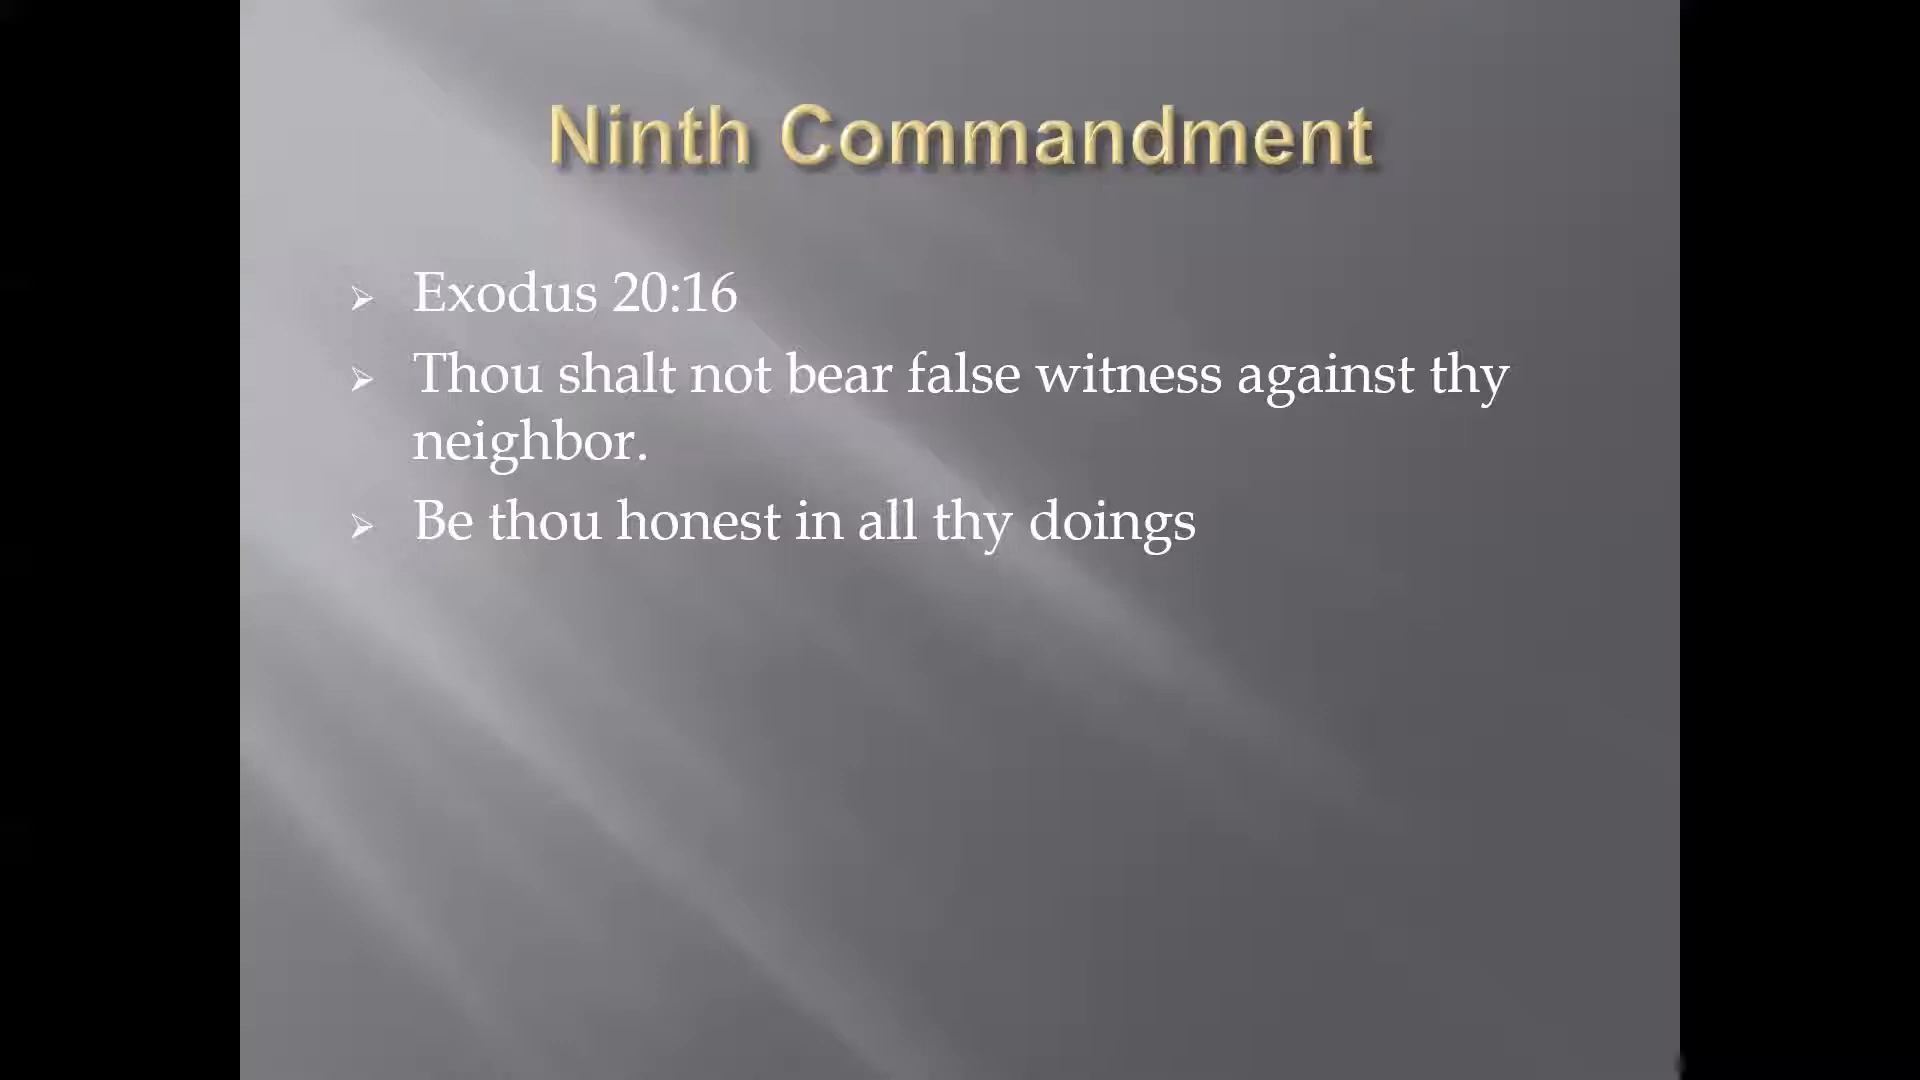 Ninth Commandment
Exodus 20:16
Thou shalt not bear false witness against thy
neighbor.
Be thou honest in all thy doings